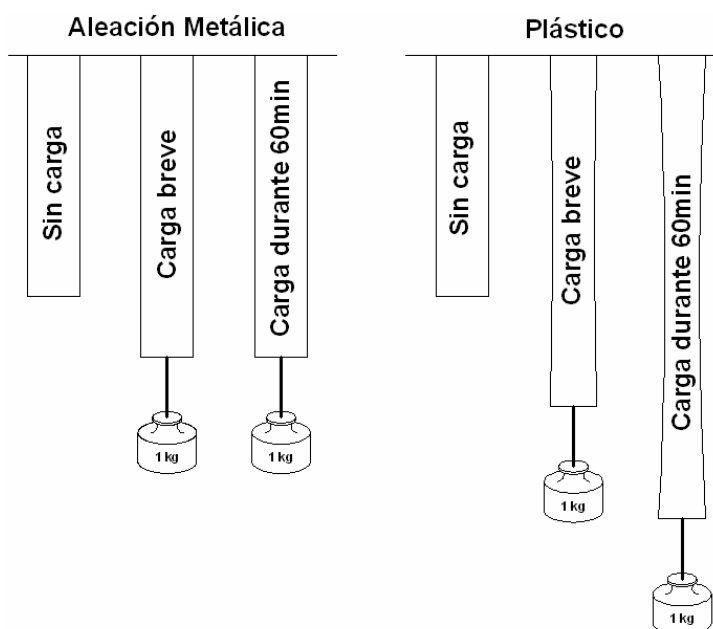 Aleación Metálica
Sin carga
Carga breve
Carga durante 60min
1 kg
1 kg
Plástico
Sin carga
Carga breve
Carga durante 60min
1 kg
1 kg